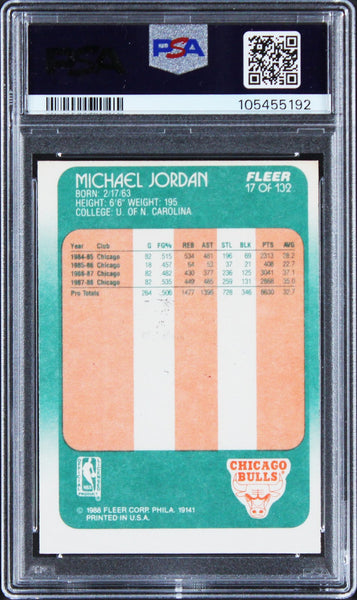 PSA
PSA
105455192
MICHAEL JORDAN
BORN: 2/17/63
HEIGHT: 6'6" WEIGHT: 195
COLLEGE: U. OF N. CAROLINA
FLEER
17 OF 132
Year Club G FG% REB AST STL BLK PTS AVG
1984-85 Chicago 82 .515 534 481 196 69 2313 28.2
1985-86 Chicago 18 .457 64 53 37 21 408 22.7
1986-87 Chicago 82 .482 430 377 236 125 3041 37.1
1987-88 Chicago 82 .535 449 485 259 131 2868 35.0
Pro Totals 264 .506 1477 1396 728 346 8630 32.7
NBA
CHICAGO
BULLS
© 1988 FLEER CORP. PHILA. 19141
PRINTED IN U.S.A.